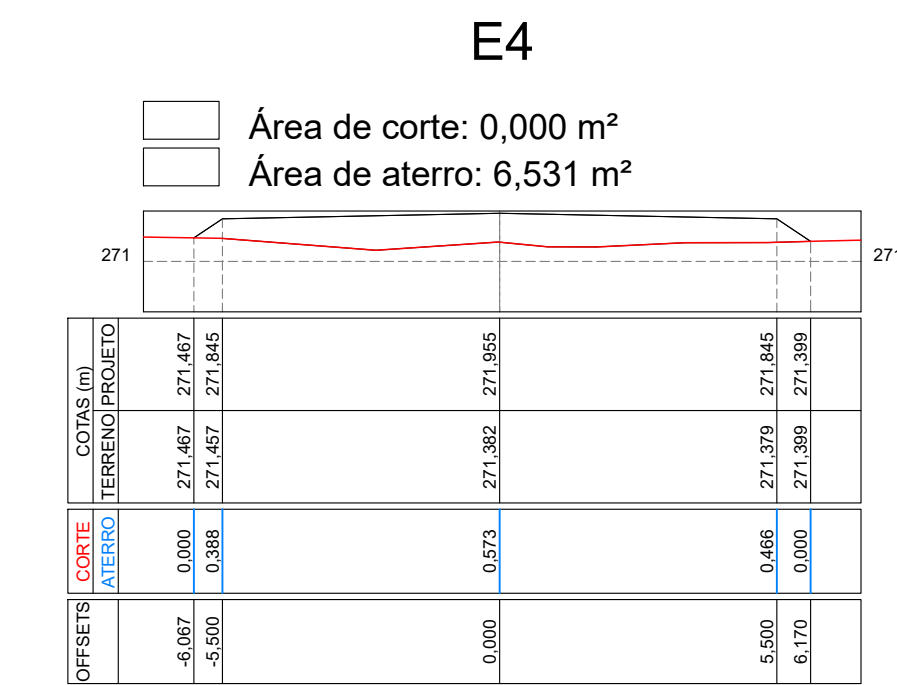 E4
Área de corte: 0,000 m²
Área de aterro: 6,531 m²
271
271
COTAS (m)
PROJETO
271,467 271,845 271,955 271,845 271,399
TERRENO
271,467 271,457 271,382 271,379 271,399
CORTE
ATERRO
0,000 0,388 0,573 0,466 0,000
OFFSETS
-6,067 -5,500 0,000 5,500 6,170